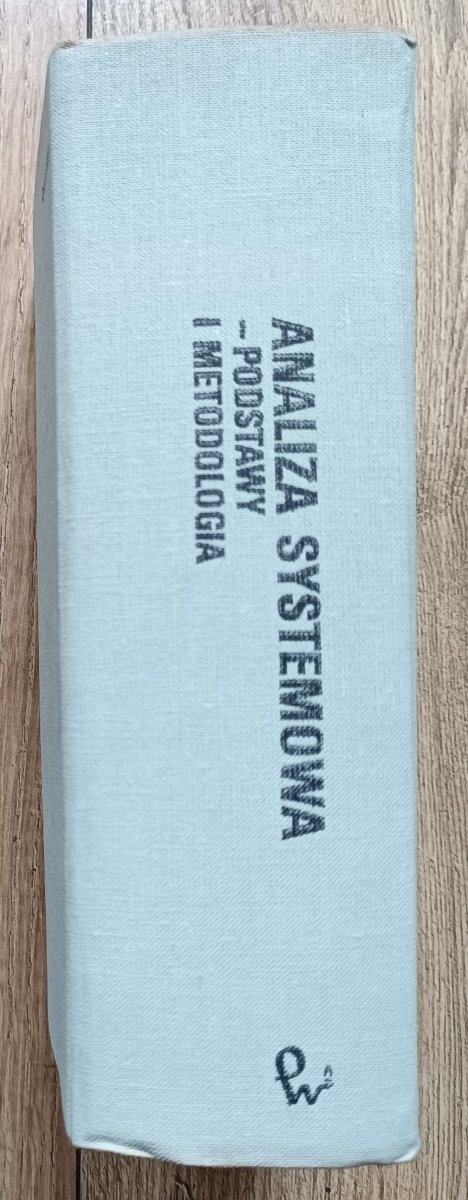 ANALIZA SYSTEMOWA
— PODSTAWY
I METODOLOGIA